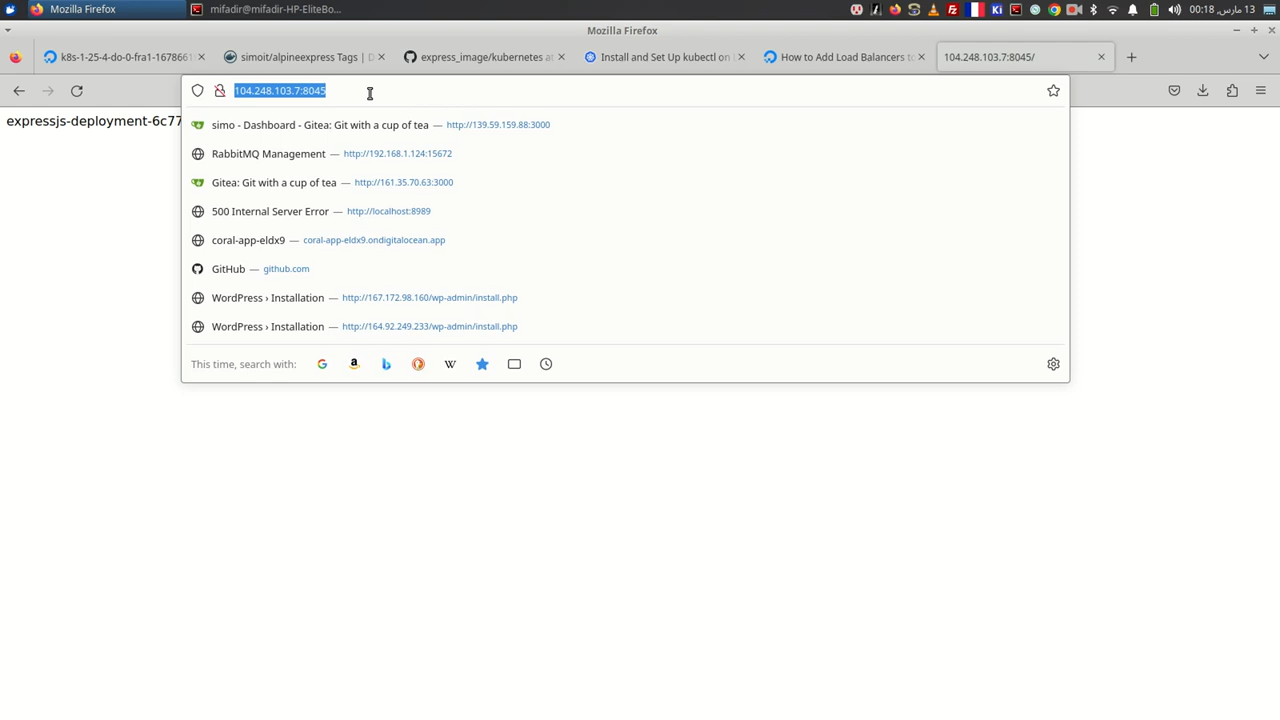 Mozilla Firefox
mifadir@mifadir-HP-EliteBo...
Ki
00:18 ,مارس 13
Mozilla Firefox
k8s-1-25-4-do-0-fra1-1678661
simoit/alpineexpress Tags | D
express_image/kubernetes at
Install and Set Up kubectl on L
How to Add Load Balancers to
104.248.103.7:8045/
104.248.103.7:8045
expressjs-deployment-6c77
simo - Dashboard - Gitea: Git with a cup of tea — http://139.59.159.88:3000
RabbitMQ Management — http://192.168.1.124:15672
Gitea: Git with a cup of tea — http://161.35.70.63:3000
500 Internal Server Error — http://localhost:8989
coral-app-eldx9 — coral-app-eldx9.ondigitalocean.app
GitHub — github.com
WordPress › Installation — http://167.172.98.160/wp-admin/install.php
WordPress › Installation — http://164.92.249.233/wp-admin/install.php
This time, search with: